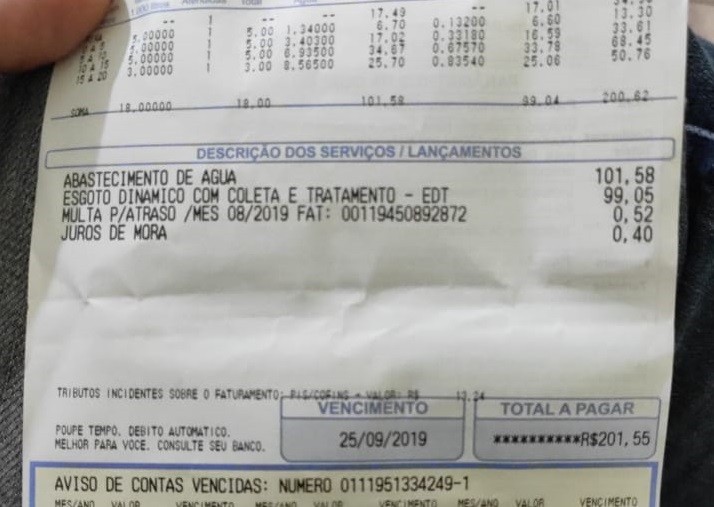 17.49 17.01
5.00000 1 5.00 1.34000 6.70 0.13200 6.60 13.30
5.00000 1 5.00 3.40300 17.02 0.33180 16.59 33.61
5.00000 1 5.00 6.93500 34.67 0.67570 33.78 68.45
15 A 20 3.00000 1 3.00 8.56500 25.70 0.83540 25.06 50.76
SOMA 18,00000 18,00 101,58 99,04 200,62
DESCRIÇÃO DOS SERVIÇOS / LANÇAMENTOS
ABASTECIMENTO DE AGUA 101,58
ESGOTO DINAMICO COM COLETA E TRATAMENTO - EDT 99,05
MULTA P/ATRASO /MES 08/2019 FAT: 00119450892872 0,52
JUROS DE MORA 0,40
TRIBUTOS INCIDENTES SOBRE O FATURAMENTO: PIS/COFINS - VALOR: R$
VENCIMENTO TOTAL A PAGAR
POUPE TEMPO. DEBITO AUTOMATICO.
25/09/2019 **********R$201,55
MELHOR PARA VOCE. CONSULTE SEU BANCO.
AVISO DE CONTAS VENCIDAS: NUMERO 0111951334249-1
MES/ANO VALOR VENCIMENTO MES/ANO VALOR VENCIMENTO MES/ANO VALOR VENCIMENTO